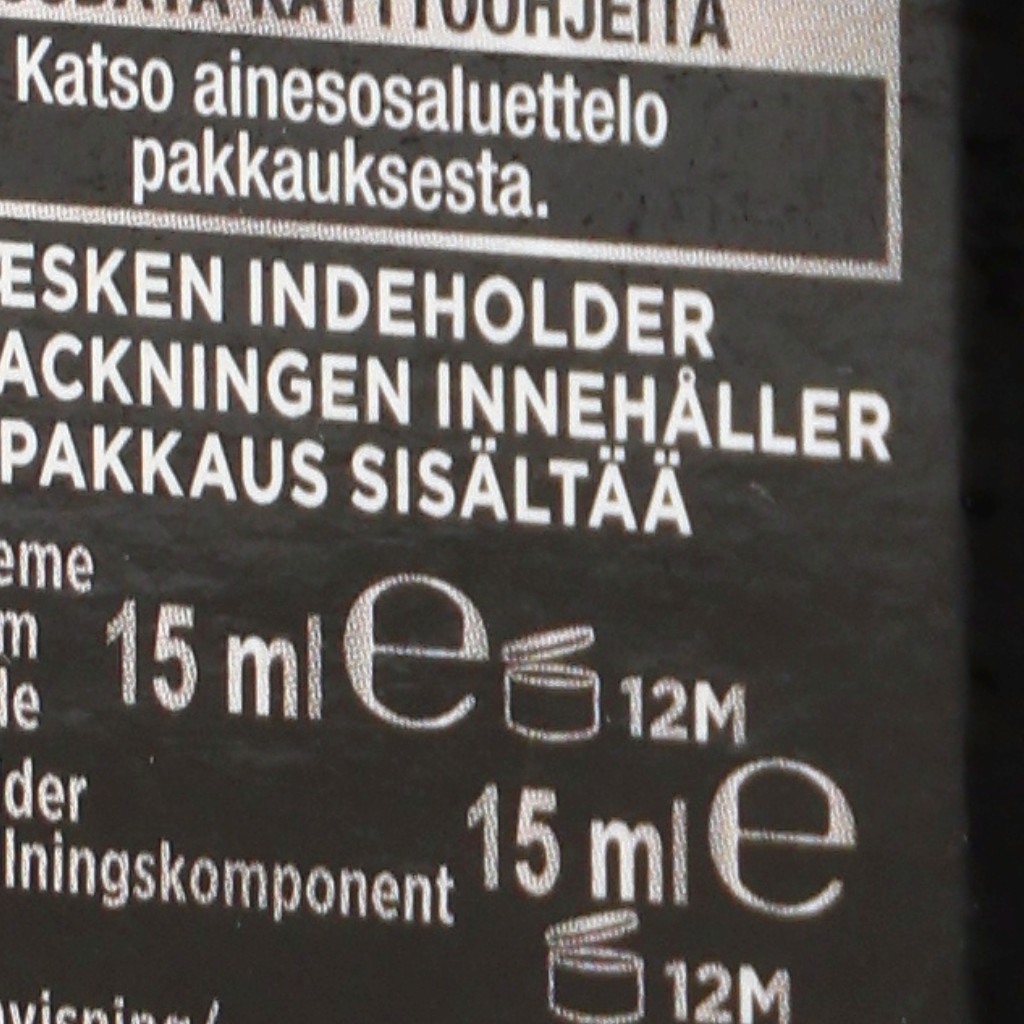 KÄYTTÖOHJEITA
Katso ainesosaluettelo
pakkauksesta.
ESKEN INDEHOLDER
ACKNINGEN INNEHÅLLER
PAKKAUS SISÄLTÄÄ
eme
m
le
15 ml e 12M
der
lningskomponent
15 ml e
12M